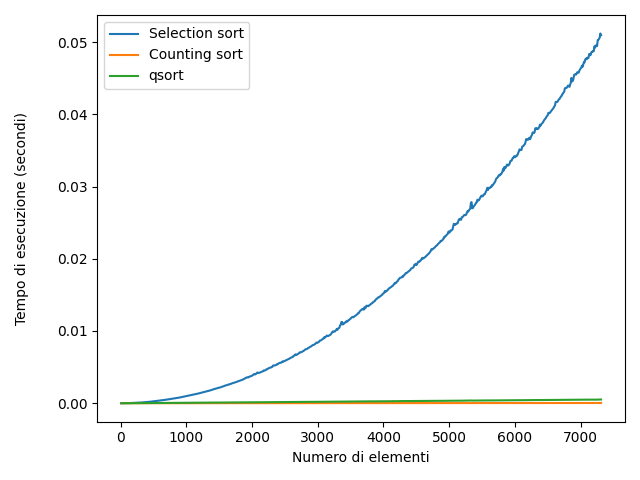 Selection sort
Counting sort
qsort
0.05
0.04
0.03
0.02
0.01
0.00
Tempo di esecuzione (secondi)
0 1000 2000 3000 4000 5000 6000 7000
Numero di elementi